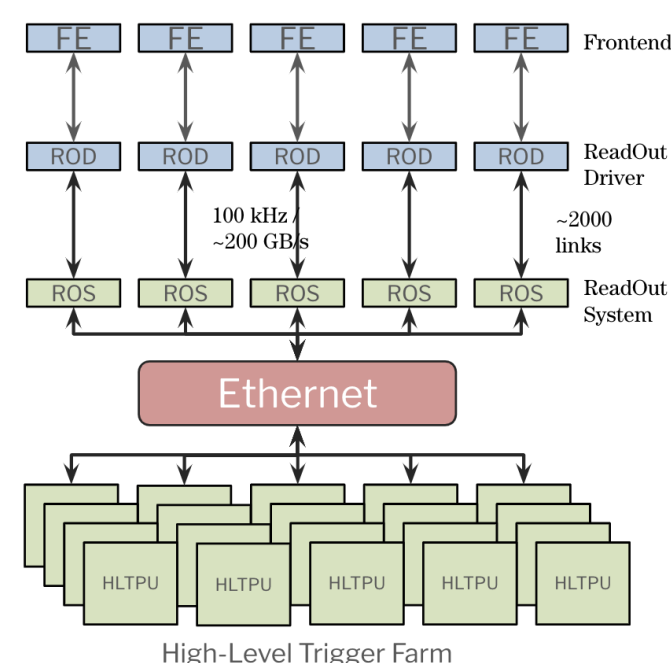 FE FE FE FE FE Frontend
ROD ROD ROD ROD ROD ReadOut
Driver
100 kHz /
~200 GB/s
~2000
links
ROS ROS ROS ROS ROS ReadOut
System
Ethernet
HLTPU HLTPU HLTPU HLTPU HLTPU
High-Level Trigger Farm